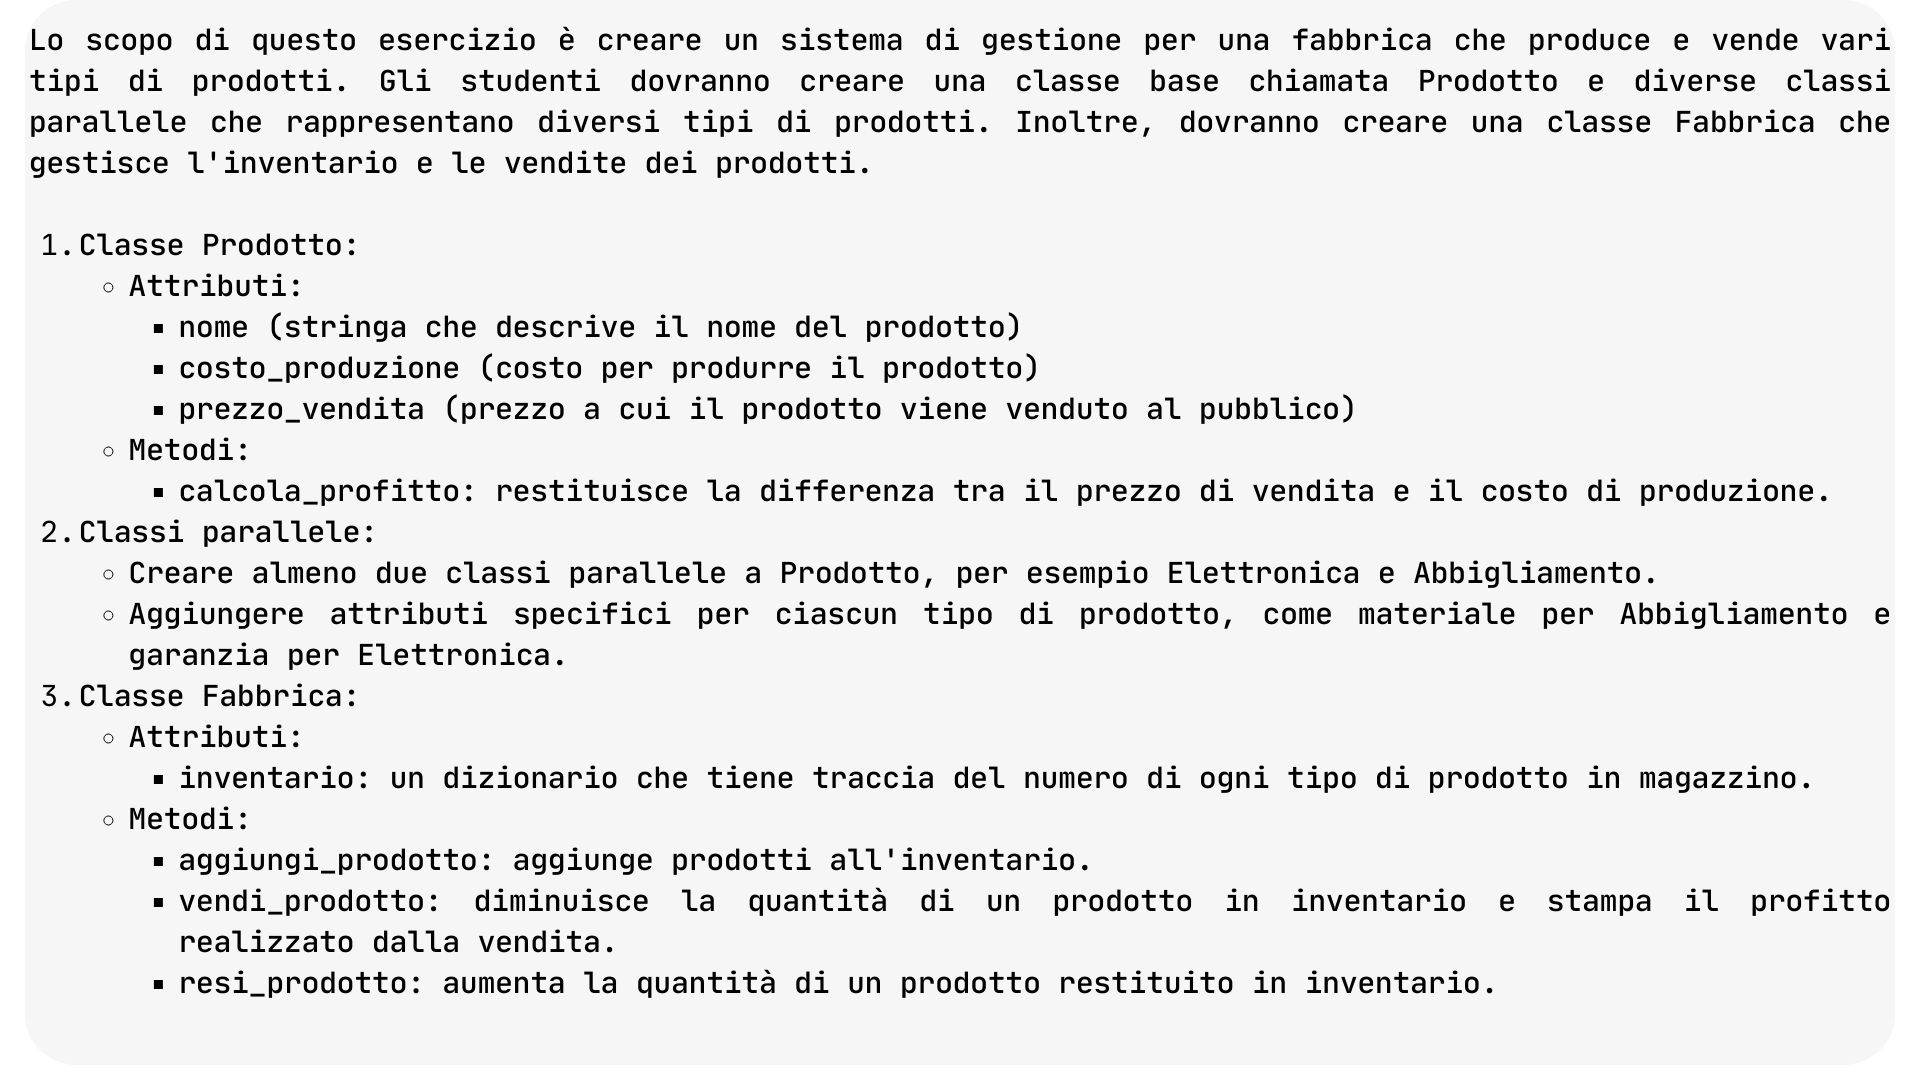 Lo scopo di questo esercizio è creare un sistema di gestione per una fabbrica che produce e vende vari
tipi di prodotti. Gli studenti dovranno creare una classe base chiamata Prodotto e diverse classi
parallele che rappresentano diversi tipi di prodotti. Inoltre, dovranno creare una classe Fabbrica che
gestisce l'inventario e le vendite dei prodotti.
1. Classe Prodotto:
◦ Attributi:
▪ nome (stringa che descrive il nome del prodotto)
▪ costo_produzione (costo per produrre il prodotto)
▪ prezzo_vendita (prezzo a cui il prodotto viene venduto al pubblico)
◦ Metodi:
▪ calcola_profitto: restituisce la differenza tra il prezzo di vendita e il costo di produzione.
2. Classi parallele:
◦ Creare almeno due classi parallele a Prodotto, per esempio Elettronica e Abbigliamento.
◦ Aggiungere attributi specifici per ciascun tipo di prodotto, come materiale per Abbigliamento e
garanzia per Elettronica.
3. Classe Fabbrica:
◦ Attributi:
▪ inventario: un dizionario che tiene traccia del numero di ogni tipo di prodotto in magazzino.
◦ Metodi:
▪ aggiungi_prodotto: aggiunge prodotti all'inventario.
▪ vendi_prodotto: diminuisce la quantità di un prodotto in inventario e stampa il profitto
realizzato dalla vendita.
▪ resi_prodotto: aumenta la quantità di un prodotto restituito in inventario.